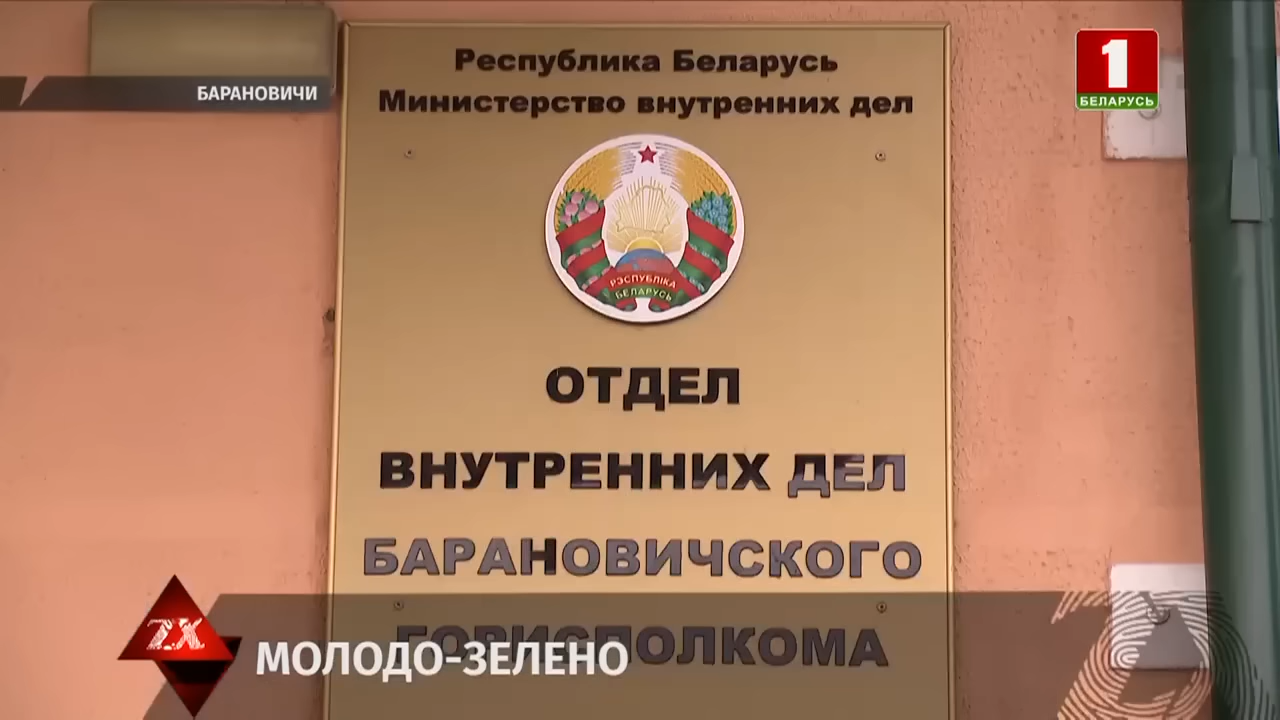 Республика Беларусь
Министерство внутренних дел
БАРАНОВИЧИ
1
БЕЛАРУСЬ
РЭСПУБЛІКА
БЕЛАРУСЬ
ОТДЕЛ
ВНУТРЕННИХ ДЕЛ
БАРАНОВИЧСКОГО
ГОРИСПОЛКОМА
ZX
МОЛОДО-ЗЕЛЕНО